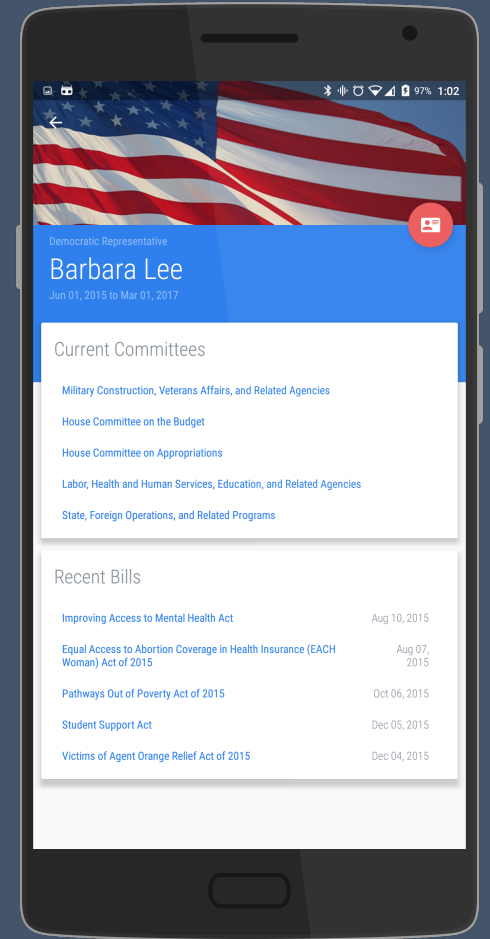 97% 1:02
Democratic Representative
Barbara Lee
Jun 01, 2015 to Mar 01, 2017
Current Committees
Military Construction, Veterans Affairs, and Related Agencies
House Committee on the Budget
House Committee on Appropriations
Labor, Health and Human Services, Education, and Related Agencies
State, Foreign Operations, and Related Programs
Recent Bills
Improving Access to Mental Health Act Aug 10, 2015
Equal Access to Abortion Coverage in Health Insurance (EACH Aug 07,
Woman) Act of 2015 2015
Pathways Out of Poverty Act of 2015 Oct 06, 2015
Student Support Act Dec 05, 2015
Victims of Agent Orange Relief Act of 2015 Dec 04, 2015